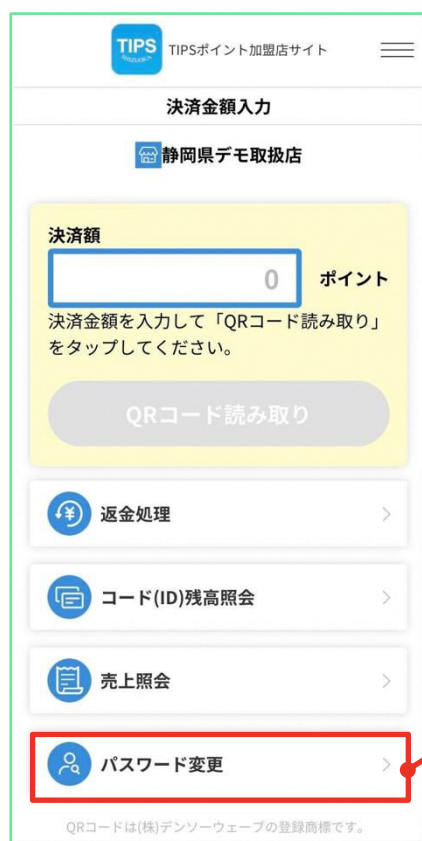 TIPS
TIPSポイント加盟店サイト
決済金額入力
静岡県デモ取扱店
決済額
0 ポイント
決済金額を入力して「QRコード読み取り」
をタップしてください。
QRコード読み取り
返金処理
コード(ID)残高照会
売上照会
パスワード変更
QRコードは(株)デンソーウェーブの登録商標です。